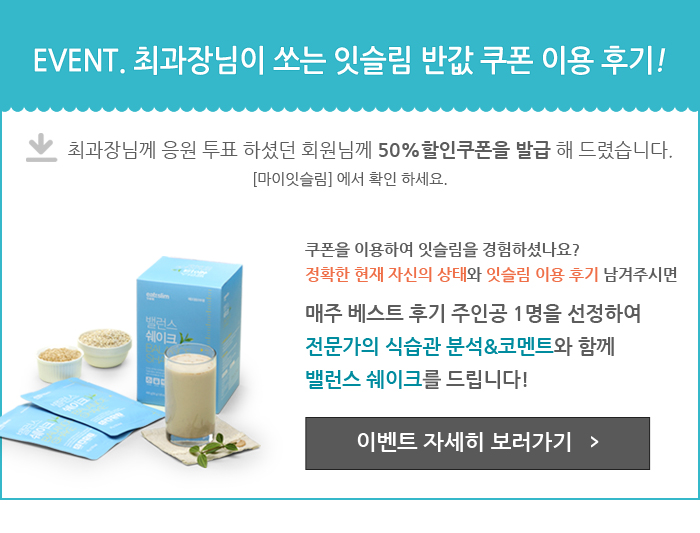 EVENT. 최과장님이 쏘는 잇슬림 반값 쿠폰 이용 후기!
최과장님께 응원 투표 하셨던 회원님께 50%할인쿠폰을 발급 해 드렸습니다.
[마이잇슬림] 에서 확인 하세요.
쿠폰을 이용하여 잇슬림을 경험하셨나요?
정확한 현재 자신의 상태와 잇슬림 이용 후기 남겨주시면
매주 베스트 후기 주인공 1명을 선정하여
전문가의 식습관 분석&코멘트와 함께
밸런스 쉐이크를 드립니다!
밸런스
쉐이크
이벤트 자세히 보러가기 >